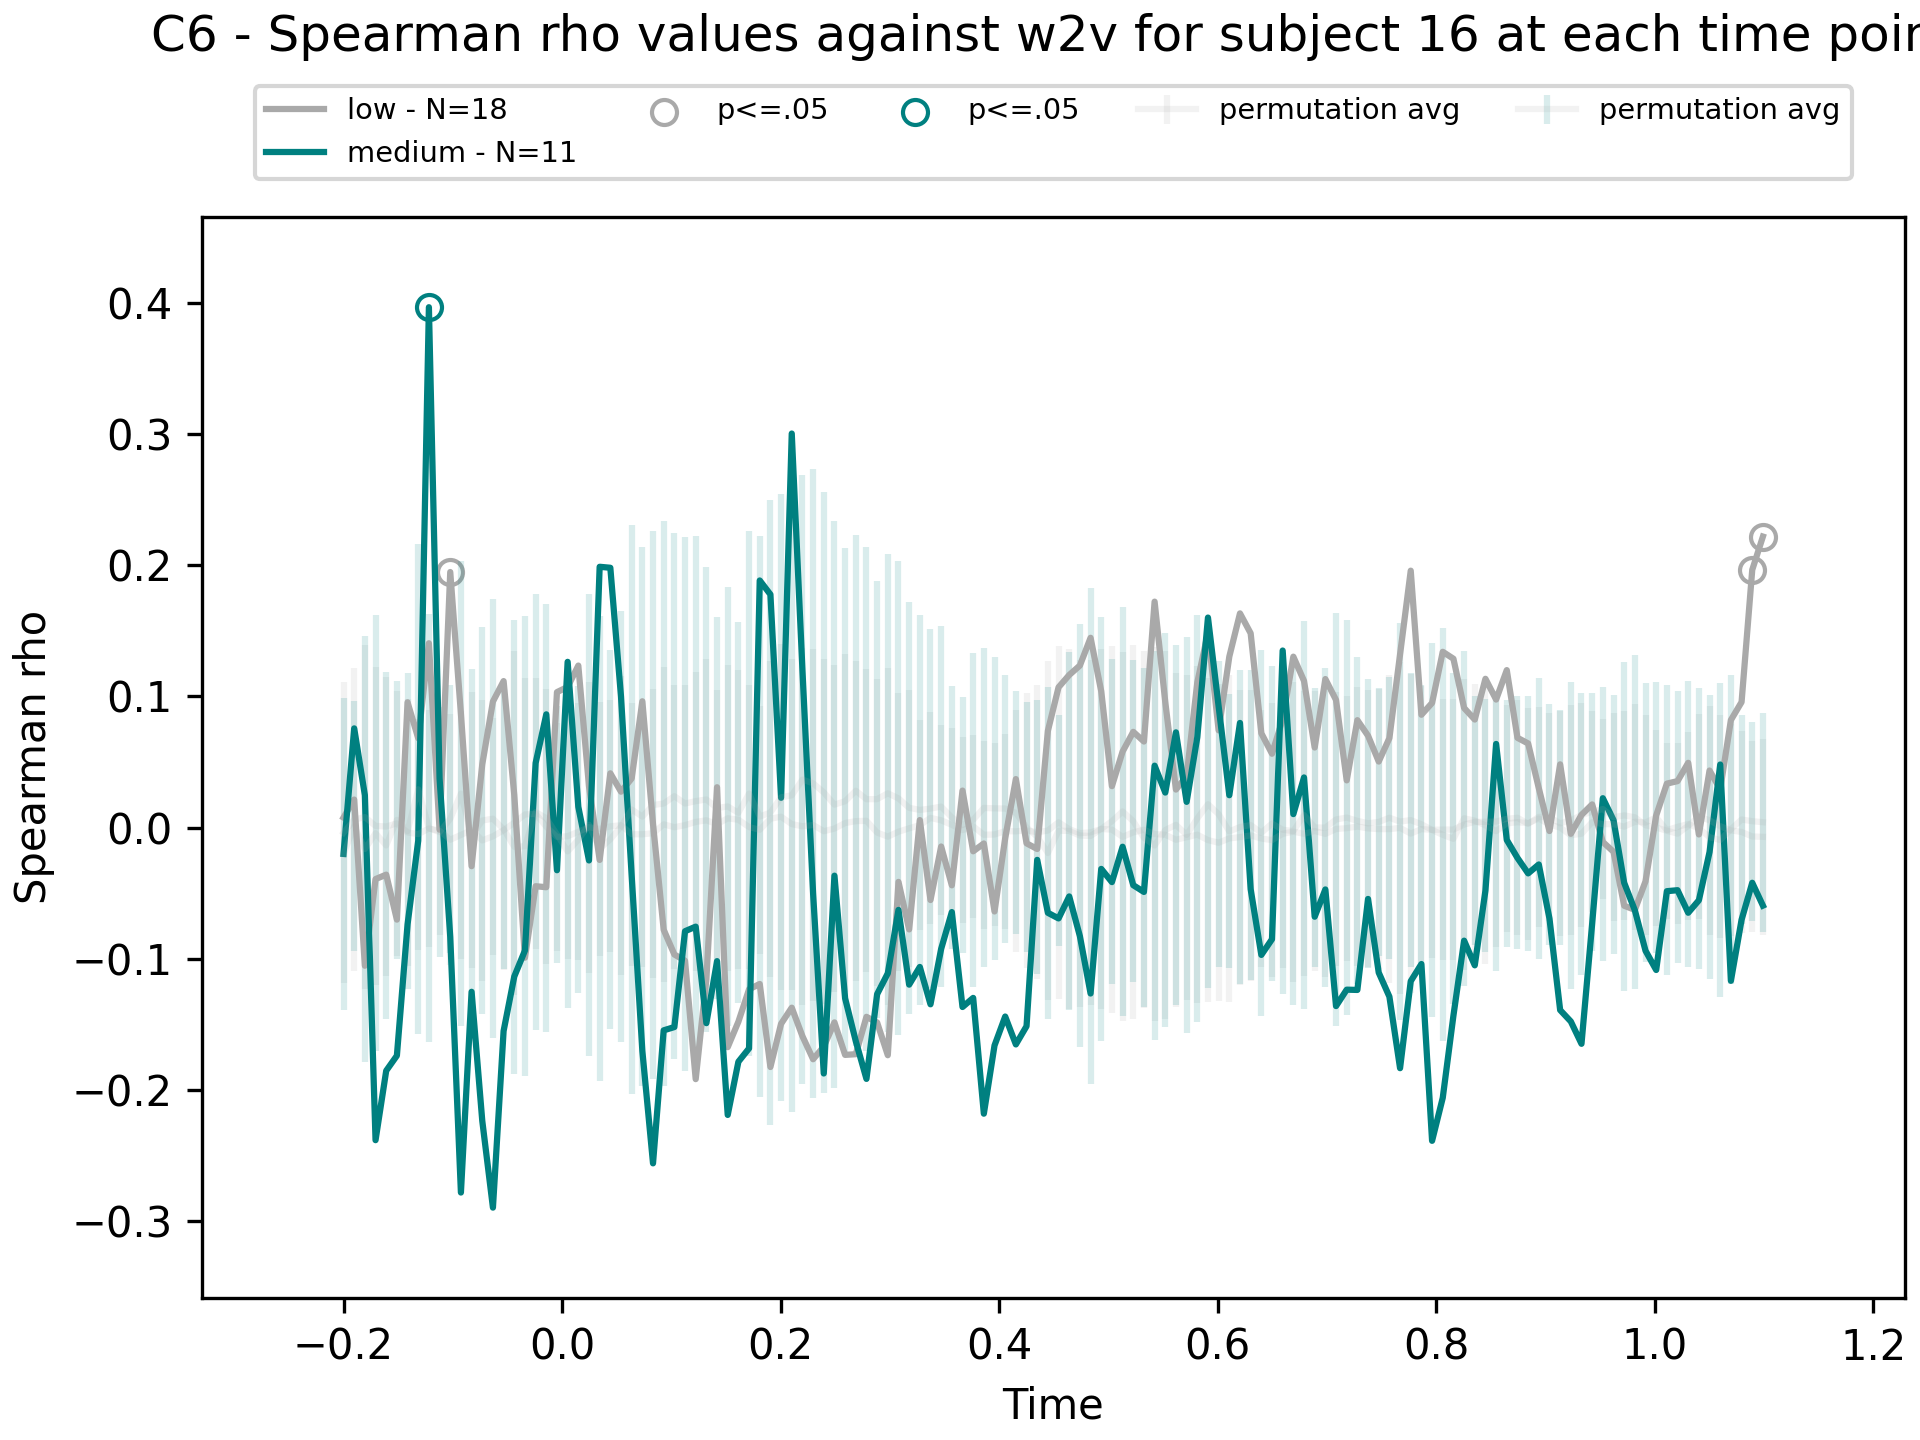 C6 - Spearman rho values against w2v for subject 16 at each time poin
low - N=18
medium - N=11
p<=.05
p<=.05
permutation avg
permutation avg
Spearman rho
0.4
0.3
0.2
0.1
0.0
−0.1
−0.2
−0.3
−0.2 0.0 0.2 0.4 0.6 0.8 1.0 1.2
Time